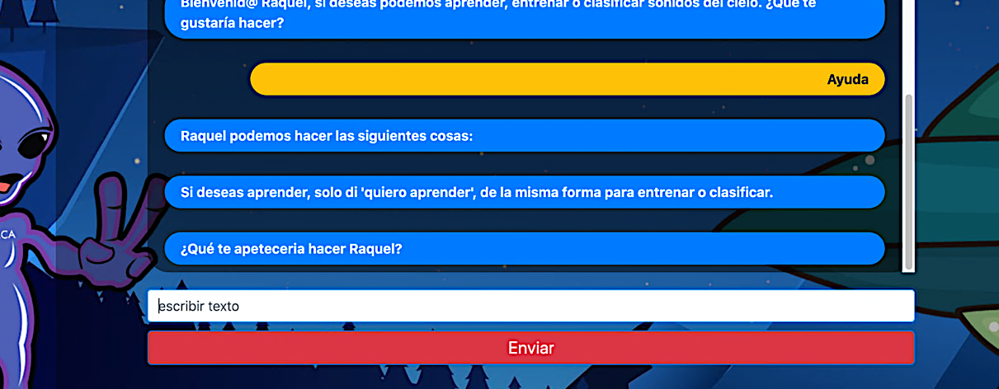 Bienvenid@ Raquel, si deseas podemos aprender, entrenar o clasificar sonidos del cielo. ¿Qué te
gustaría hacer?
Ayuda
Raquel podemos hacer las siguientes cosas:
Si deseas aprender, solo di 'quiero aprender', de la misma forma para entrenar o clasificar.
¿Qué te apeteceria hacer Raquel?
CA
escribir texto
Enviar